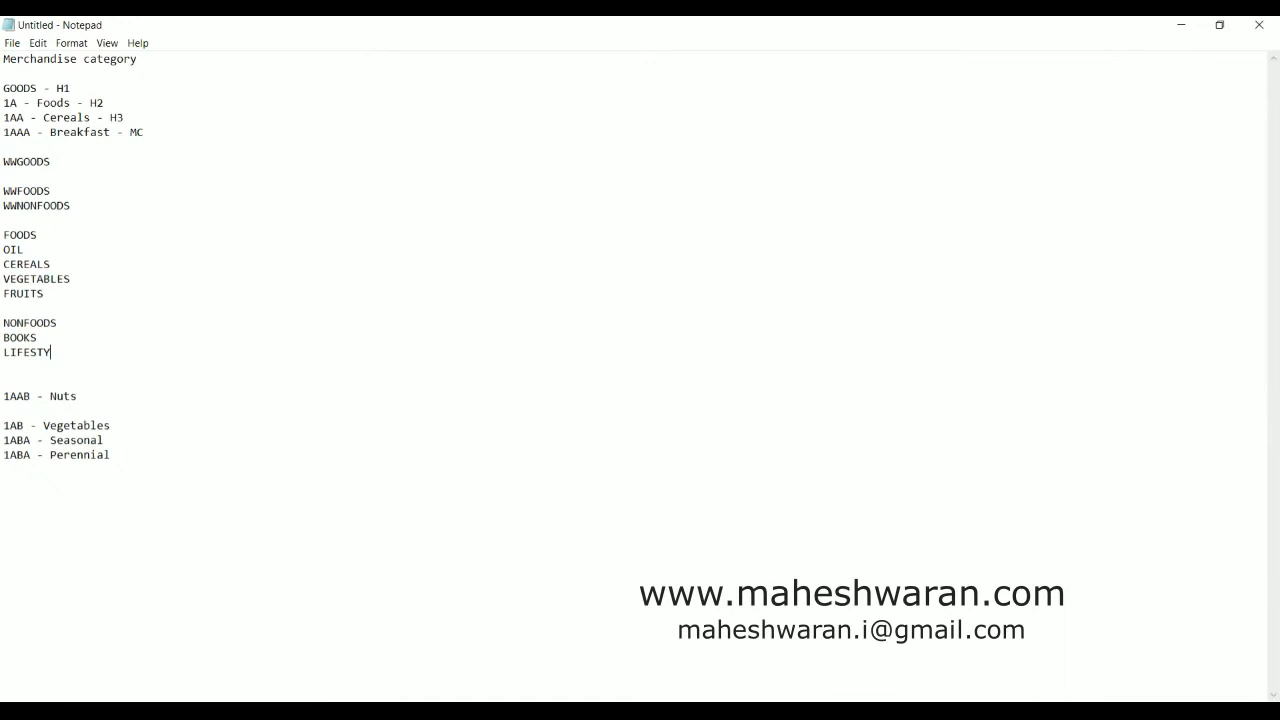 Untitled - Notepad
File Edit Format View Help
Merchandise category
GOODS - H1
1A - Foods - H2
1AA - Cereals - H3
1AAA - Breakfast - MC
WWGOODS
WWFOODS
WWNONFOODS
FOODS
OIL
CEREALS
VEGETABLES
FRUITS
NONFOODS
BOOKS
LIFESTY
1AAB - Nuts
1AB - Vegetables
1ABA - Seasonal
1ABA - Perennial
www.maheshwaran.com
maheshwaran.i@gmail.com